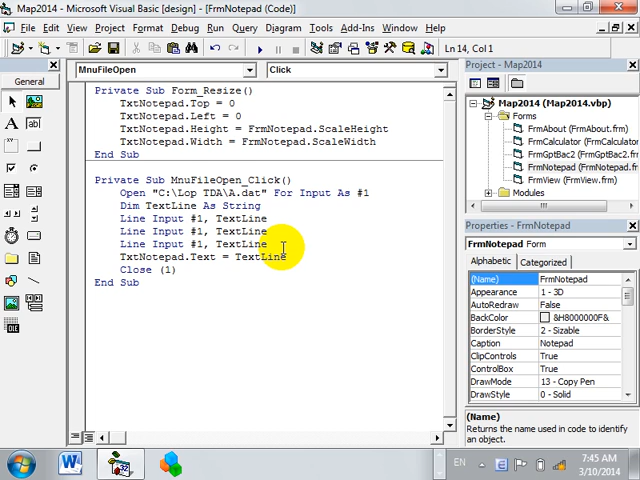 Map2014 - Microsoft Visual Basic [design] - [FrmNotepad (Code)]
File Edit View Project Format Debug Run Query Diagram Tools Add-Ins Window Help
Ln 14, Col 1
General
MnuFileOpen
Click
Private Sub Form_Resize()
TxtNotepad.Top = 0
TxtNotepad.Left = 0
TxtNotepad.Height = FrmNotepad.ScaleHeight
TxtNotepad.Width = FrmNotepad.ScaleWidth
End Sub
Private Sub MnuFileOpen_Click()
Open "C:\Lop TDA\A.dat" For Input As #1
Dim TextLine As String
Line Input #1, TextLine
Line Input #1, TextLine
Line Input #1, TextLine
TxtNotepad.Text = TextLine
Close (1)
End Sub
Project - Map2014
Map2014 (Map2014.vbp)
Forms
FrmAbout (FrmAbout.frm)
FrmCalculator (FrmCalculator
FrmGptBac2 (FrmGptBac2.frm)
FrmNotepad (FrmNotepad.frm
FrmView (FrmView.frm)
Modules
Properties - FrmNotepad
FrmNotepad Form
Alphabetic Categorized
(Name) FrmNotepad
Appearance 1 - 3D
AutoRedraw False
BackColor &H8000000F&
BorderStyle 2 - Sizable
Caption Notepad
ClipControls True
ControlBox True
DrawMode 13 - Copy Pen
DrawStyle 0 - Solid
(Name)
Returns the name used in code to identify
an object.
EN
7:45 AM
3/10/2014